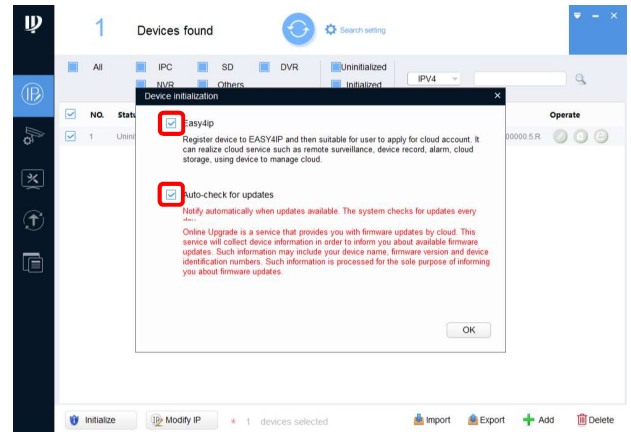 1 Devices found
Search setting
All
IPC
SD
DVR
Uninitialized
NVR
Others
Initialized
IPV4
Device initialization
NO.
Operate
1
Easy4ip
Register device to EASY4IP and then suitable for user to apply for cloud account. It
can realize cloud service such as remote surveillance, device record, alarm, cloud
storage, using device to manage cloud.
00000.5.R
Auto-check for updates
Notify automatically when updates available. The system checks for updates every
Online Upgrade is a service that provides you with firmware updates by cloud. This
service will collect device information in order to inform you about available firmware
updates. Such information may include your device name, firmware version and device
identification numbers. Such information is processed for the sole purpose of informing
you about firmware updates.
OK
Initialize
Modify IP
* 1 devices selected
Import
Export
Add
Delete